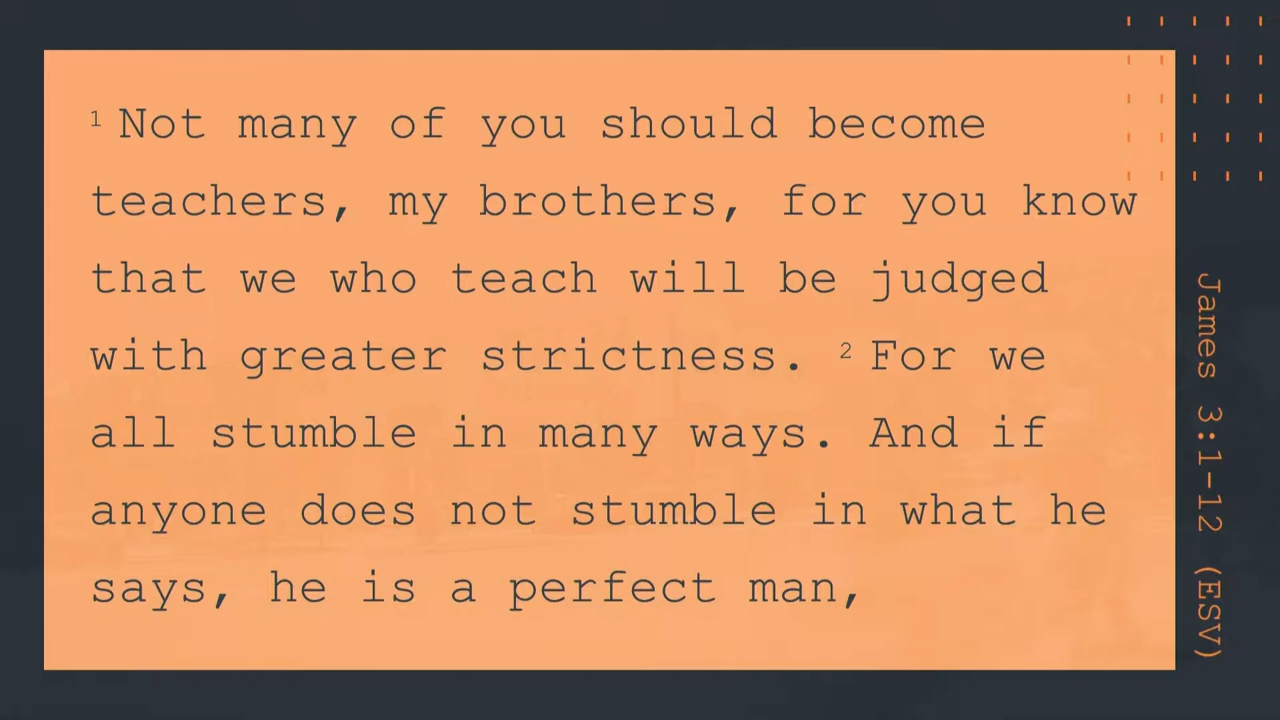 1 Not many of you should become
teachers, my brothers, for you know
that we who teach will be judged
with greater strictness. 2 For we
all stumble in many ways. And if
anyone does not stumble in what he
says, he is a perfect man,
James 3:1-12 (ESV)